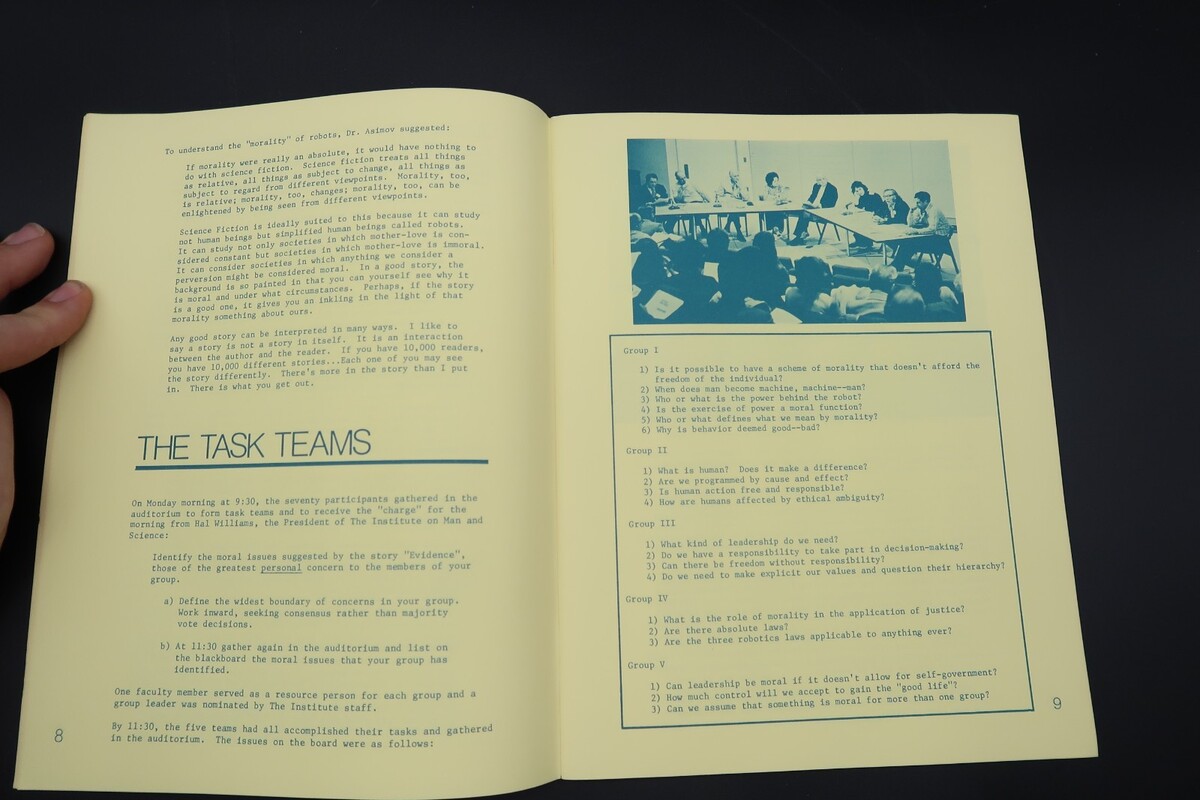 To understand the "morality" of robots, Dr. Asimov suggested:
If morality were really an absolute, it would have nothing to
do with science fiction. Science fiction treats all things
as relative, all things as subject to change, all things as
subject to regard from different viewpoints. Morality, too,
is relative; morality, too, changes; morality, too, can be
enlightened by being seen from different viewpoints.
Science Fiction is ideally suited to this because it can study
not human beings but simplified human beings called robots.
It can study not only societies in which mother-love is con-
sidered constant but societies in which mother-love is immoral.
It can consider societies in which anything we consider a
perversion might be considered moral. In a good story, the
background is so painted in that you can yourself see why it
is moral and under what circumstances. Perhaps, if the story
is a good one, it gives you an inkling in the light of that
morality something about ours.
Any good story can be interpreted in many ways. I like to
say a story is not a story in itself. It is an interaction
between the author and the reader. If you have 10,000 readers,
you have 10,000 different stories...Each one of you may see
the story differently. There's more in the story than I put
in. There is what you get out.
THE TASK TEAMS
On Monday morning at 9:30, the seventy participants gathered in the
auditorium to form task teams and to receive the "charge" for the
morning from Hal Williams, the President of The Institute on Man and
Science:
Identify the moral issues suggested by the story "Evidence",
those of the greatest personal concern to the members of your
group.
a) Define the widest boundary of concerns in your group.
Work inward, seeking consensus rather than majority
vote decisions.
b) At 11:30 gather again in the auditorium and list on
the blackboard the moral issues that your group has
identified.
One faculty member served as a resource person for each group and a
group leader was nominated by The Institute staff.
By 11:30, the five teams had all accomplished their tasks and gathered
in the auditorium. The issues on the board were as follows:
8
Group I
1) Is it possible to have a scheme of morality that doesn't afford the
freedom of the individual?
2) When does man become machine, machine--man?
3) Who or what is the power behind the robot?
4) Is the exercise of power a moral function?
5) Who or what defines what we mean by morality?
6) Why is behavior deemed good--bad?
Group II
1) What is human? Does it make a difference?
2) Are we programmed by cause and effect?
3) Is human action free and responsible?
4) How are humans affected by ethical ambiguity?
Group III
1) What kind of leadership do we need?
2) Do we have a responsibility to take part in decision-making?
3) Can there be freedom without responsibility?
4) Do we need to make explicit our values and question their hierarchy?
Group IV
1) What is the role of morality in the application of justice?
2) Are there absolute laws?
3) Are the three robotics laws applicable to anything ever?
Group V
1) Can leadership be moral if it doesn't allow for self-government?
2) How much control will we accept to gain the "good life"?
3) Can we assume that something is moral for more than one group?
9